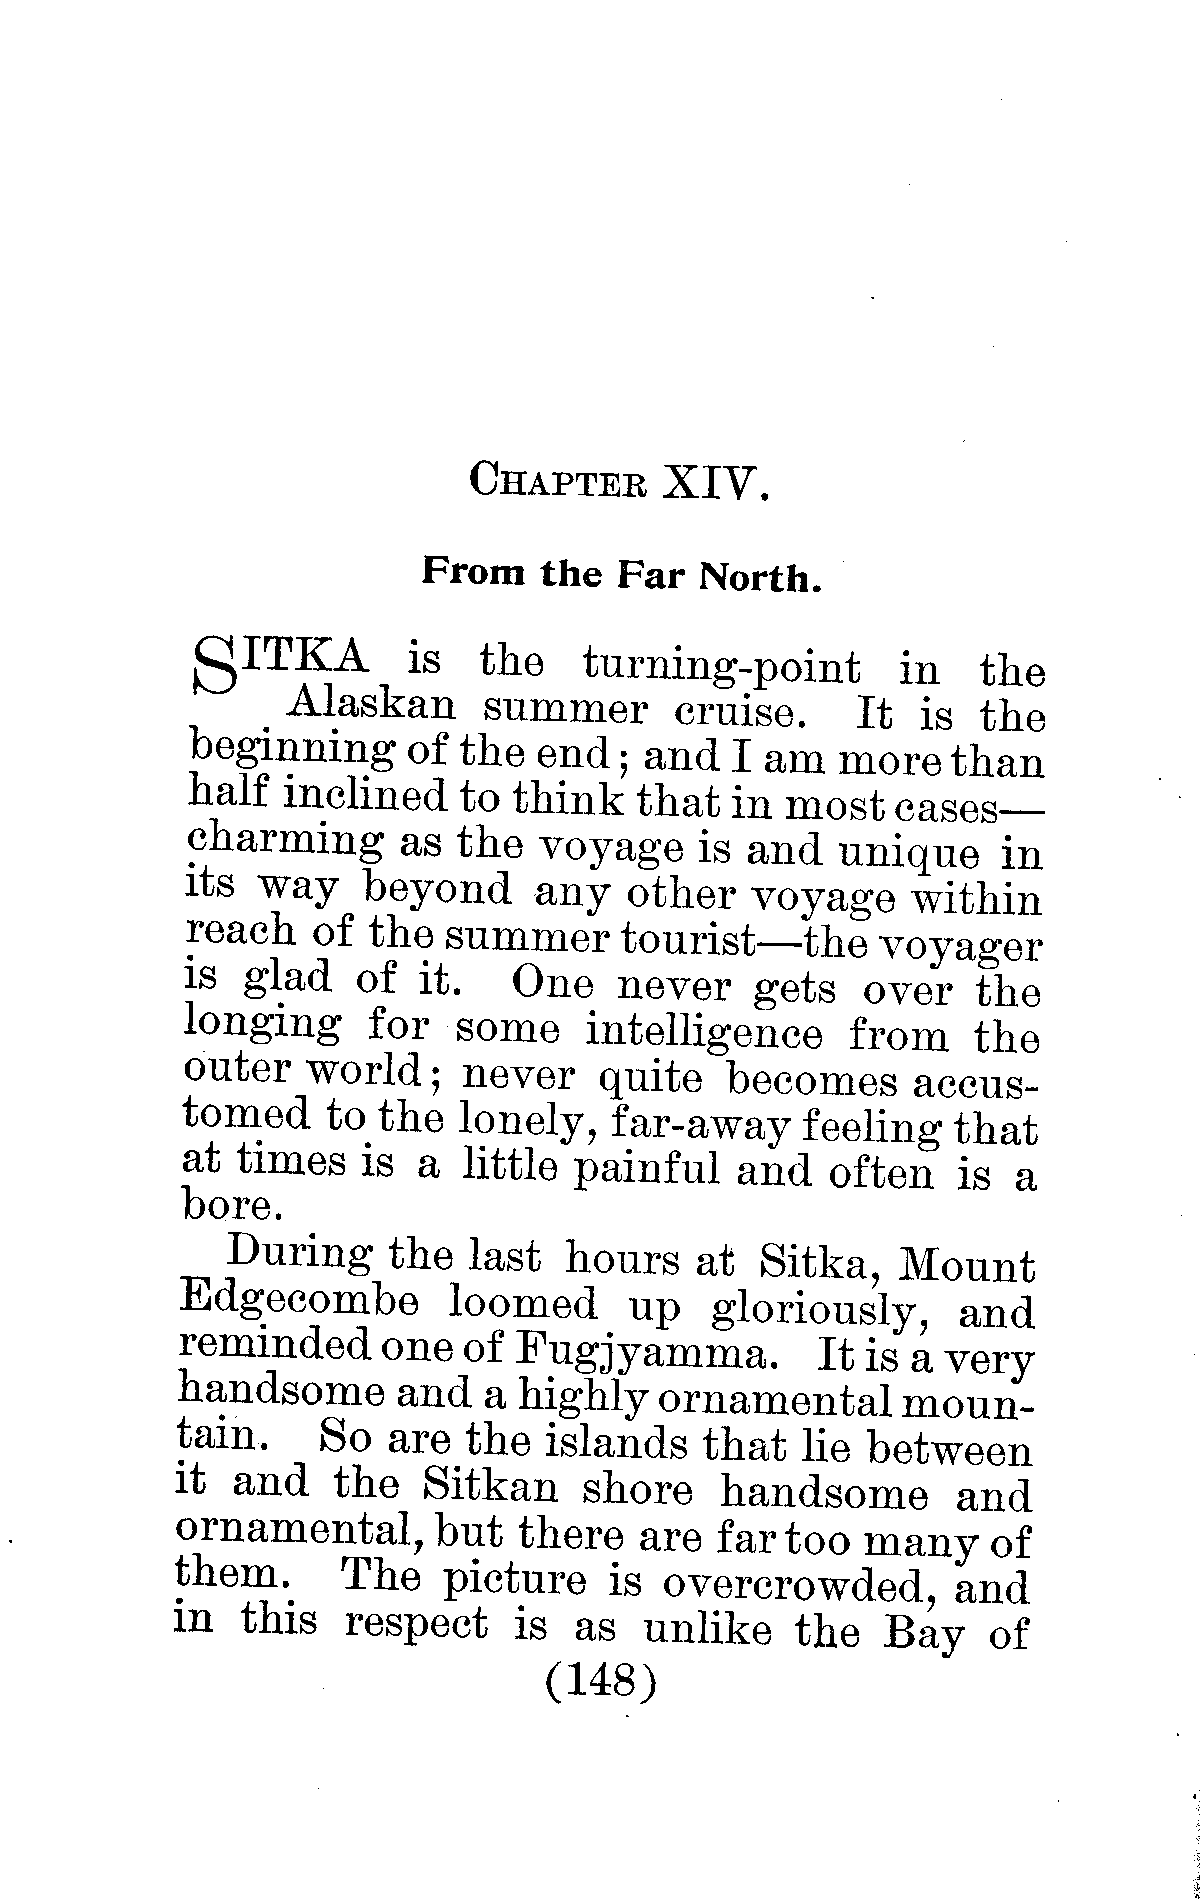 CHAPTER XIV.
From the Far North.
SITKA is the turning-point in the
Alaskan summer cruise. It is the
beginning of the end; and I am more than
half inclined to think that in most cases—
charming as the voyage is and unique in
its way beyond any other voyage within
reach of the summer tourist—the voyager
is glad of it. One never gets over the
longing for some intelligence from the
outer world; never quite becomes accus-
tomed to the lonely, far-away feeling that
at times is a little painful and often is a
bore.
During the last hours at Sitka, Mount
Edgecombe loomed up gloriously, and
reminded one of Fugjyamma. It is a very
handsome and a highly ornamental moun-
tain. So are the islands that lie between
it and the Sitkan shore handsome and
ornamental, but there are far too many of
them. The picture is overcrowded, and
in this respect is as unlike the Bay of
(148)